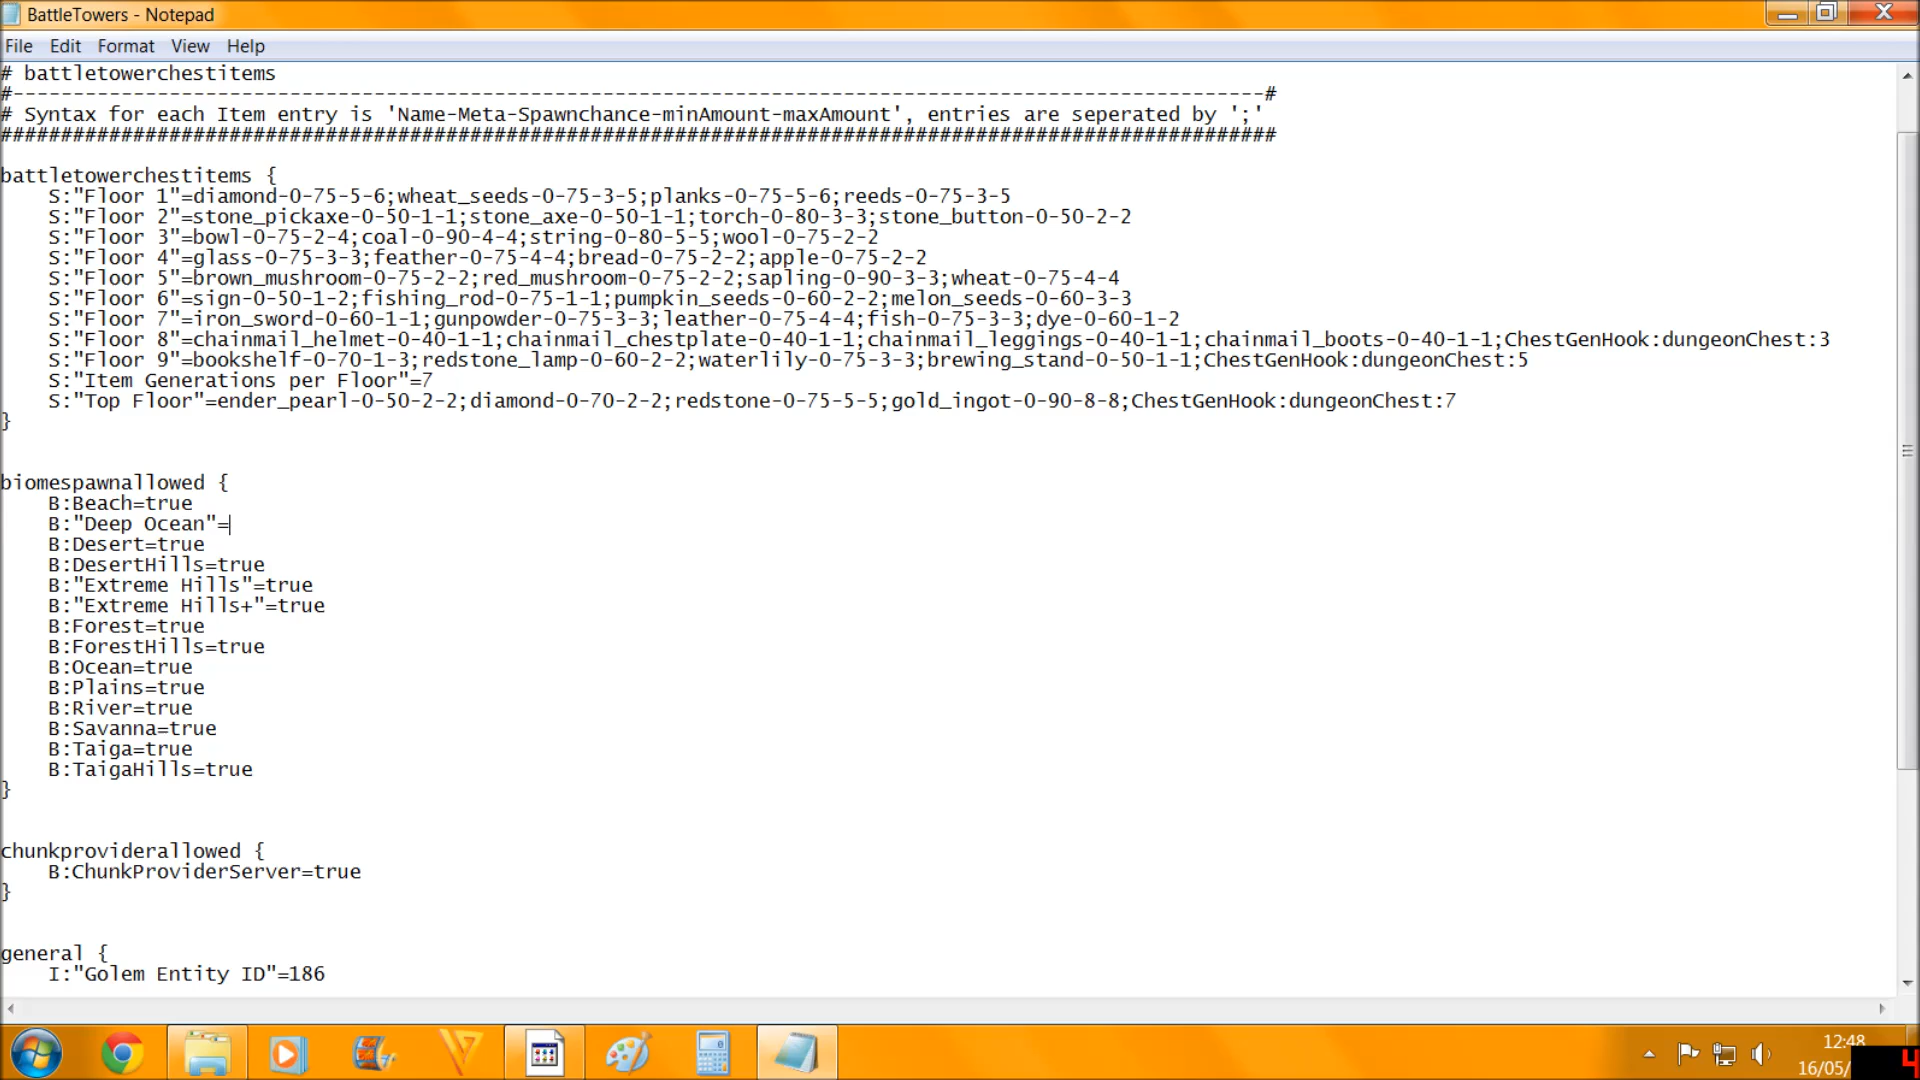 BattleTowers - Notepad
File Edit Format View Help
# battletowerchestitems
#--------------------------------------------------------------------------------------------------------#
# Syntax for each Item entry is 'Name-Meta-Spawnchance-minAmount-maxAmount', entries are seperated by ';'
##########################################################################################################
battletowerchestitems {
S:"Floor 1"=diamond-0-75-5-6;wheat_seeds-0-75-3-5;planks-0-75-5-6;reeds-0-75-3-5
S:"Floor 2"=stone_pickaxe-0-50-1-1;stone_axe-0-50-1-1;torch-0-80-3-3;stone_button-0-50-2-2
S:"Floor 3"=bowl-0-75-2-4;coal-0-90-4-4;string-0-80-5-5;wool-0-75-2-2
S:"Floor 4"=glass-0-75-3-3;feather-0-75-4-4;bread-0-75-2-2;apple-0-75-2-2
S:"Floor 5"=brown_mushroom-0-75-2-2;red_mushroom-0-75-2-2;sapling-0-90-3-3;wheat-0-75-4-4
S:"Floor 6"=sign-0-50-1-2;fishing_rod-0-75-1-1;pumpkin_seeds-0-60-2-2;melon_seeds-0-60-3-3
S:"Floor 7"=iron_sword-0-60-1-1;gunpowder-0-75-3-3;leather-0-75-4-4;fish-0-75-3-3;dye-0-60-1-2
S:"Floor 8"=chainmail_helmet-0-40-1-1;chainmail_chestplate-0-40-1-1;chainmail_leggings-0-40-1-1;chainmail_boots-0-40-1-1;ChestGenHook:dungeonChest:3
S:"Floor 9"=bookshelf-0-70-1-3;redstone_lamp-0-60-2-2;waterlily-0-75-3-3;brewing_stand-0-50-1-1;ChestGenHook:dungeonChest:5
S:"Item Generations per Floor"=7
S:"Top Floor"=ender_pearl-0-50-2-2;diamond-0-70-2-2;redstone-0-75-5-5;gold_ingot-0-90-8-8;ChestGenHook:dungeonChest:7
}
biomespawnallowed {
B:Beach=true
B:"Deep Ocean"=
B:Desert=true
B:DesertHills=true
B:"Extreme Hills"=true
B:"Extreme Hills+"=true
B:Forest=true
B:ForestHills=true
B:Ocean=true
B:Plains=true
B:River=true
B:Savanna=true
B:Taiga=true
B:TaigaHills=true
}
chunkproviderallowed {
B:ChunkProviderServer=true
}
general {
I:"Golem Entity ID"=186
12:48
16/05/
4